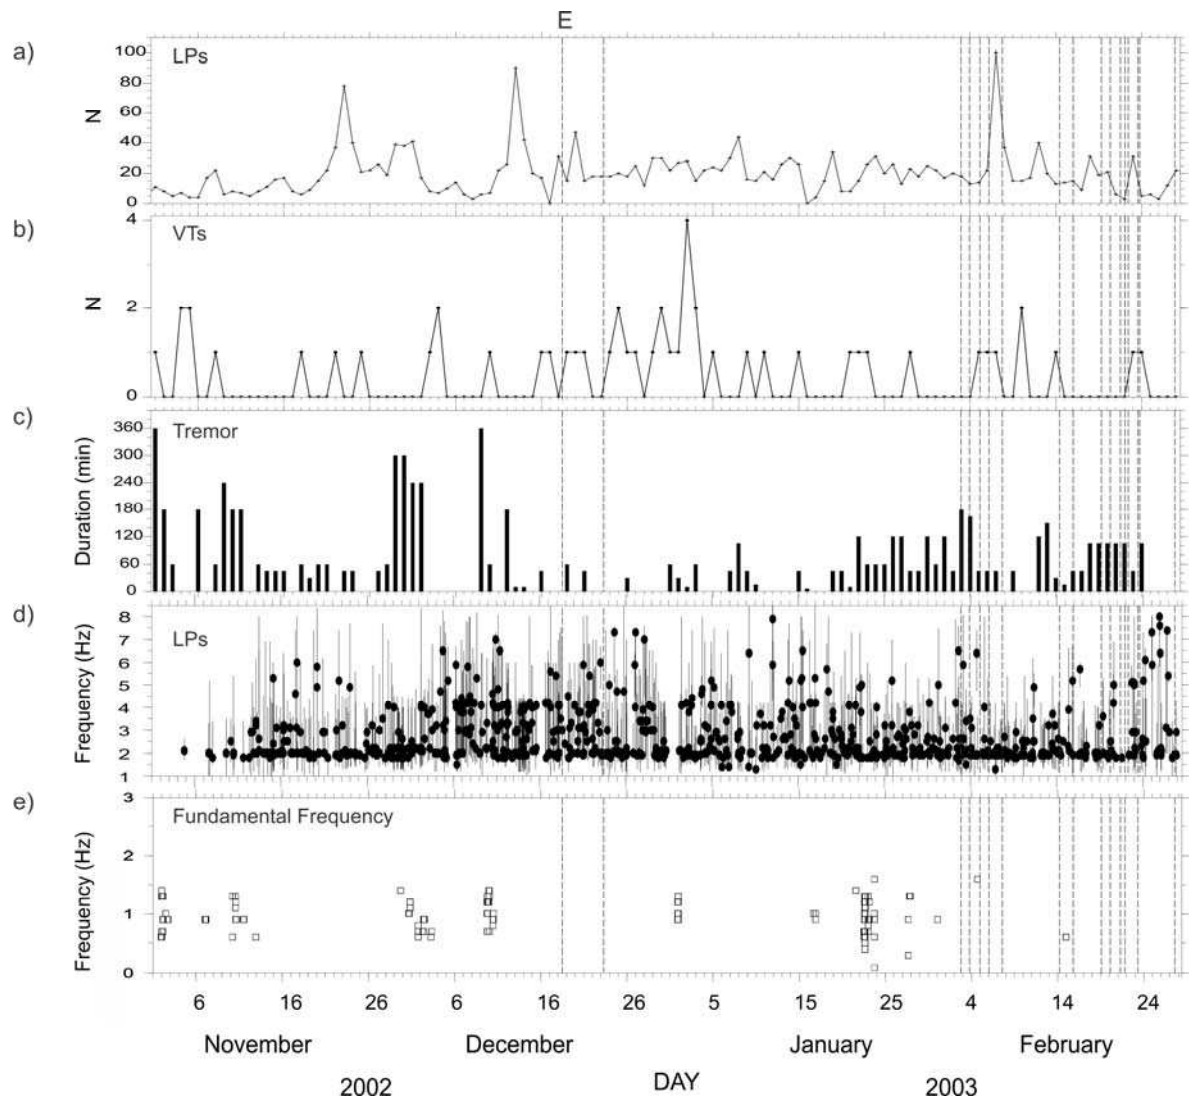 E
a)
LPs
N
100
80
60
40
20
0
b)
VTs
N
4
2
0
c)
Tremor
Duration (min)
360
300
240
180
120
60
0
d)
LPs
Frequency (Hz)
8
7
6
5
4
3
2
1
e)
Fundamental Frequency
Frequency (Hz)
3
2
1
0
6 16 26 6 16 26 5 15 25 4 14 24
November December January February
2002 DAY 2003